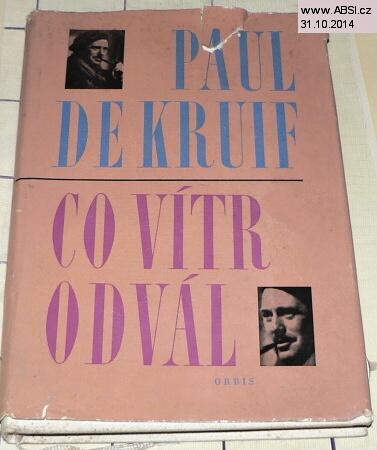 www.ABSI.cz
31.10.2014
PAUL
DE KRUIF
CO VÍTR
ODVÁL
ORBIS